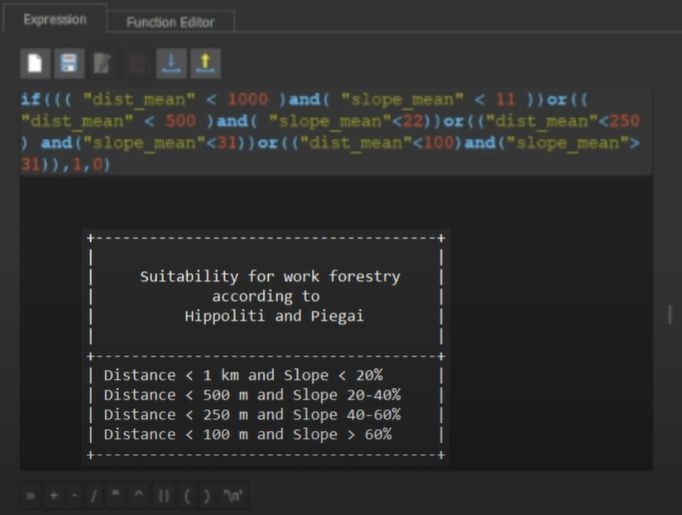 Expression
Function Editor
if((( "dist_mean" < 1000 )and( "slope_mean" < 11 ))or((
"dist_mean" < 500 )and( "slope_mean"<22))or(("dist_mean"<250
) and("slope_mean"<31))or(("dist_mean"<100)and("slope_mean">
31)),1,0)
Suitability for work forestry
according to
Hippoliti and Piegai
Distance < 1 km and Slope < 20%
Distance < 500 m and Slope 20-40%
Distance < 250 m and Slope 40-60%
Distance < 100 m and Slope > 60%
= + - / * ^ || ( ) '\n'